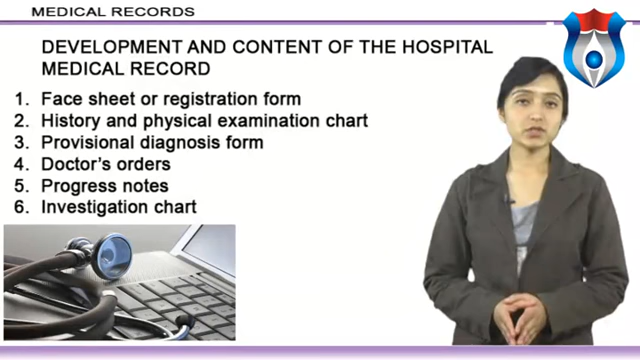 MEDICAL RECORDS
DEVELOPMENT AND CONTENT OF THE HOSPITAL
MEDICAL RECORD
1. Face sheet or registration form
2. History and physical examination chart
3. Provisional diagnosis form
4. Doctor's orders
5. Progress notes
6. Investigation chart